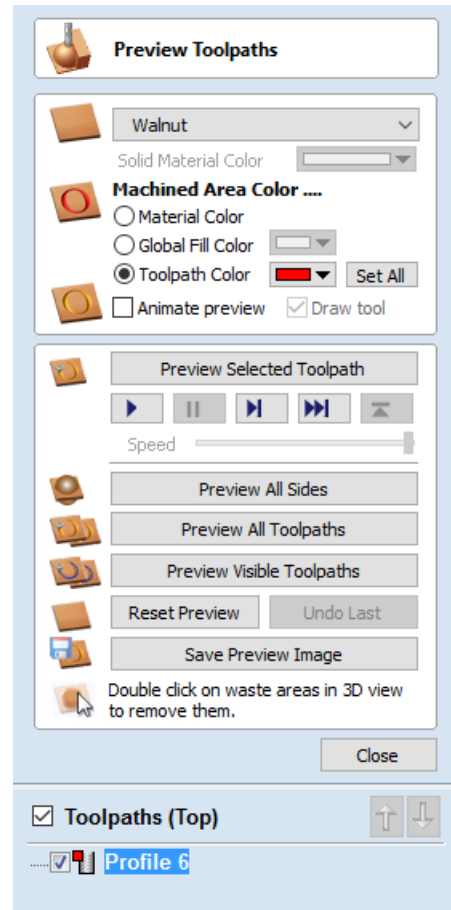 Preview Toolpaths
Walnut
Solid Material Color
Machined Area Color ....
Material Color
Global Fill Color
Toolpath Color
Set All
Animate preview
Draw tool
Preview Selected Toolpath
Speed
Preview All Sides
Preview All Toolpaths
Preview Visible Toolpaths
Reset Preview
Undo Last
Save Preview Image
Double click on waste areas in 3D view
to remove them.
Close
Toolpaths (Top)
Profile 6